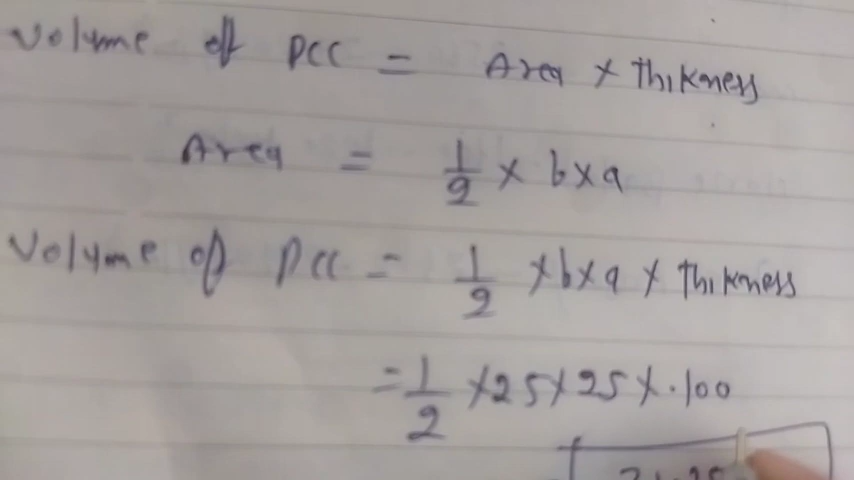 Volume of PCC = Area × Thikness
Area = 1/2 × b × a
Volume of PCC = 1/2 × b × a × Thikness
= 1/2 × 25 × 25 × .100